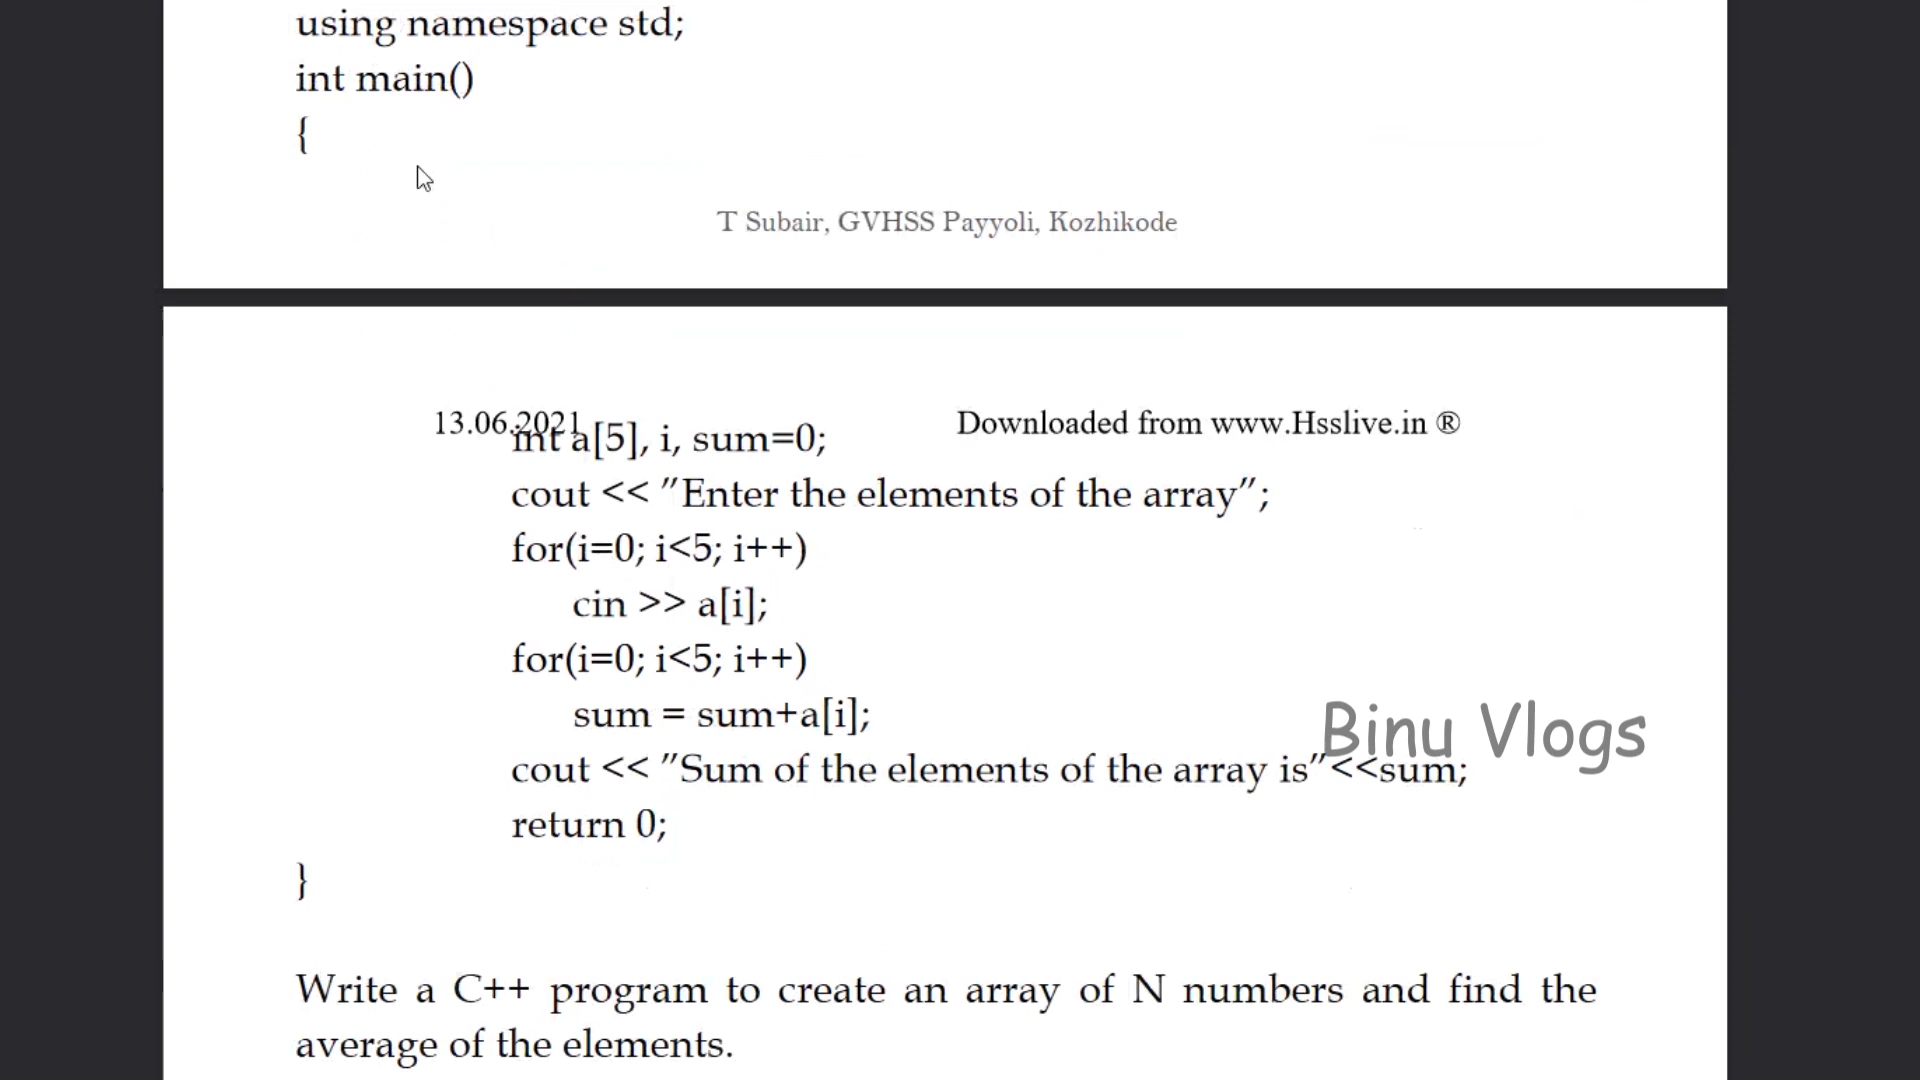 using namespace std;
int main()
{
T Subair, GVHSS Payyoli, Kozhikode
13.06.2021 Downloaded from www.Hsslive.in ®
int a[5], i, sum=0;
cout << ″Enter the elements of the array″;
for(i=0; i<5; i++)
cin >> a[i];
for(i=0; i<5; i++)
sum = sum+a[i];
Binu Vlogs
cout << ″Sum of the elements of the array is″<<sum;
return 0;
}
Write a C++ program to create an array of N numbers and find the
average of the elements.